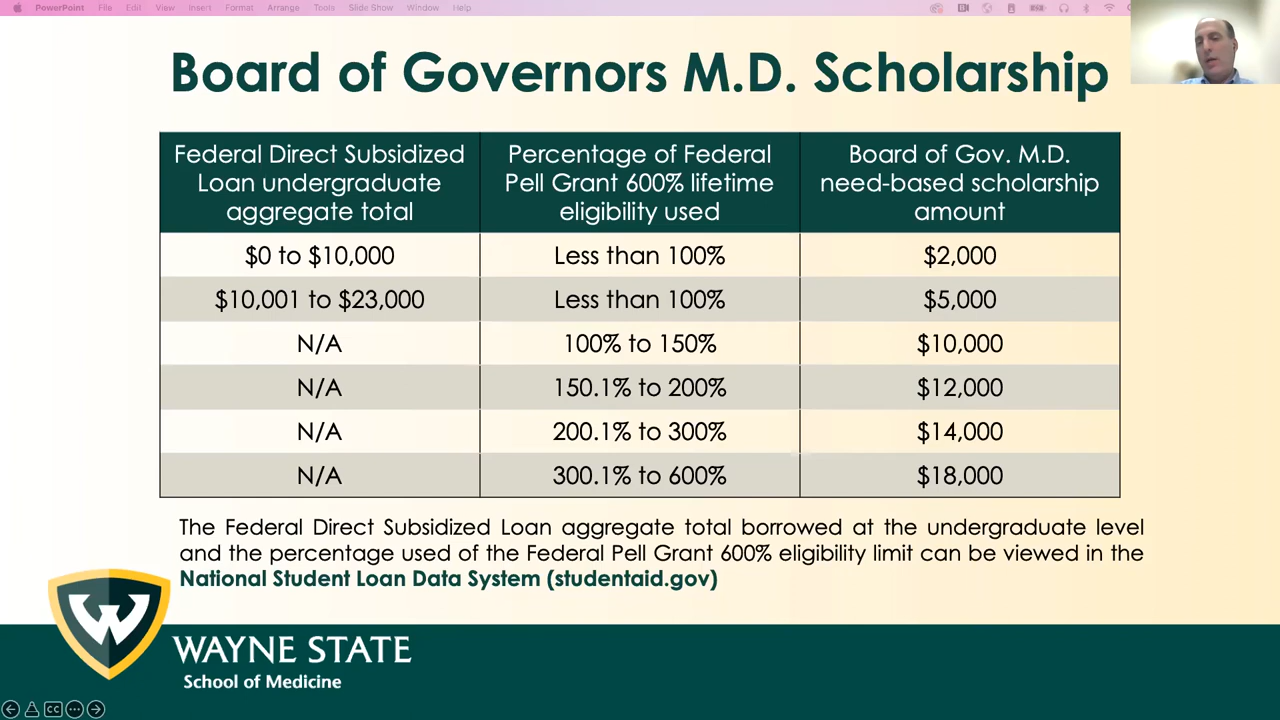 PowerPoint File Edit View Insert Format Arrange Tools Slide Show Window Help
Board of Governors M.D. Scholarship
Federal Direct Subsidized Loan undergraduate aggregate total
Percentage of Federal Pell Grant 600% lifetime eligibility used
Board of Gov. M.D. need-based scholarship amount
$0 to $10,000 Less than 100% $2,000
$10,001 to $23,000 Less than 100% $5,000
N/A 100% to 150% $10,000
N/A 150.1% to 200% $12,000
N/A 200.1% to 300% $14,000
N/A 300.1% to 600% $18,000
The Federal Direct Subsidized Loan aggregate total borrowed at the undergraduate level
and the percentage used of the Federal Pell Grant 600% eligibility limit can be viewed in the
National Student Loan Data System (studentaid.gov)
W
WAYNE STATE
School of Medicine
CC